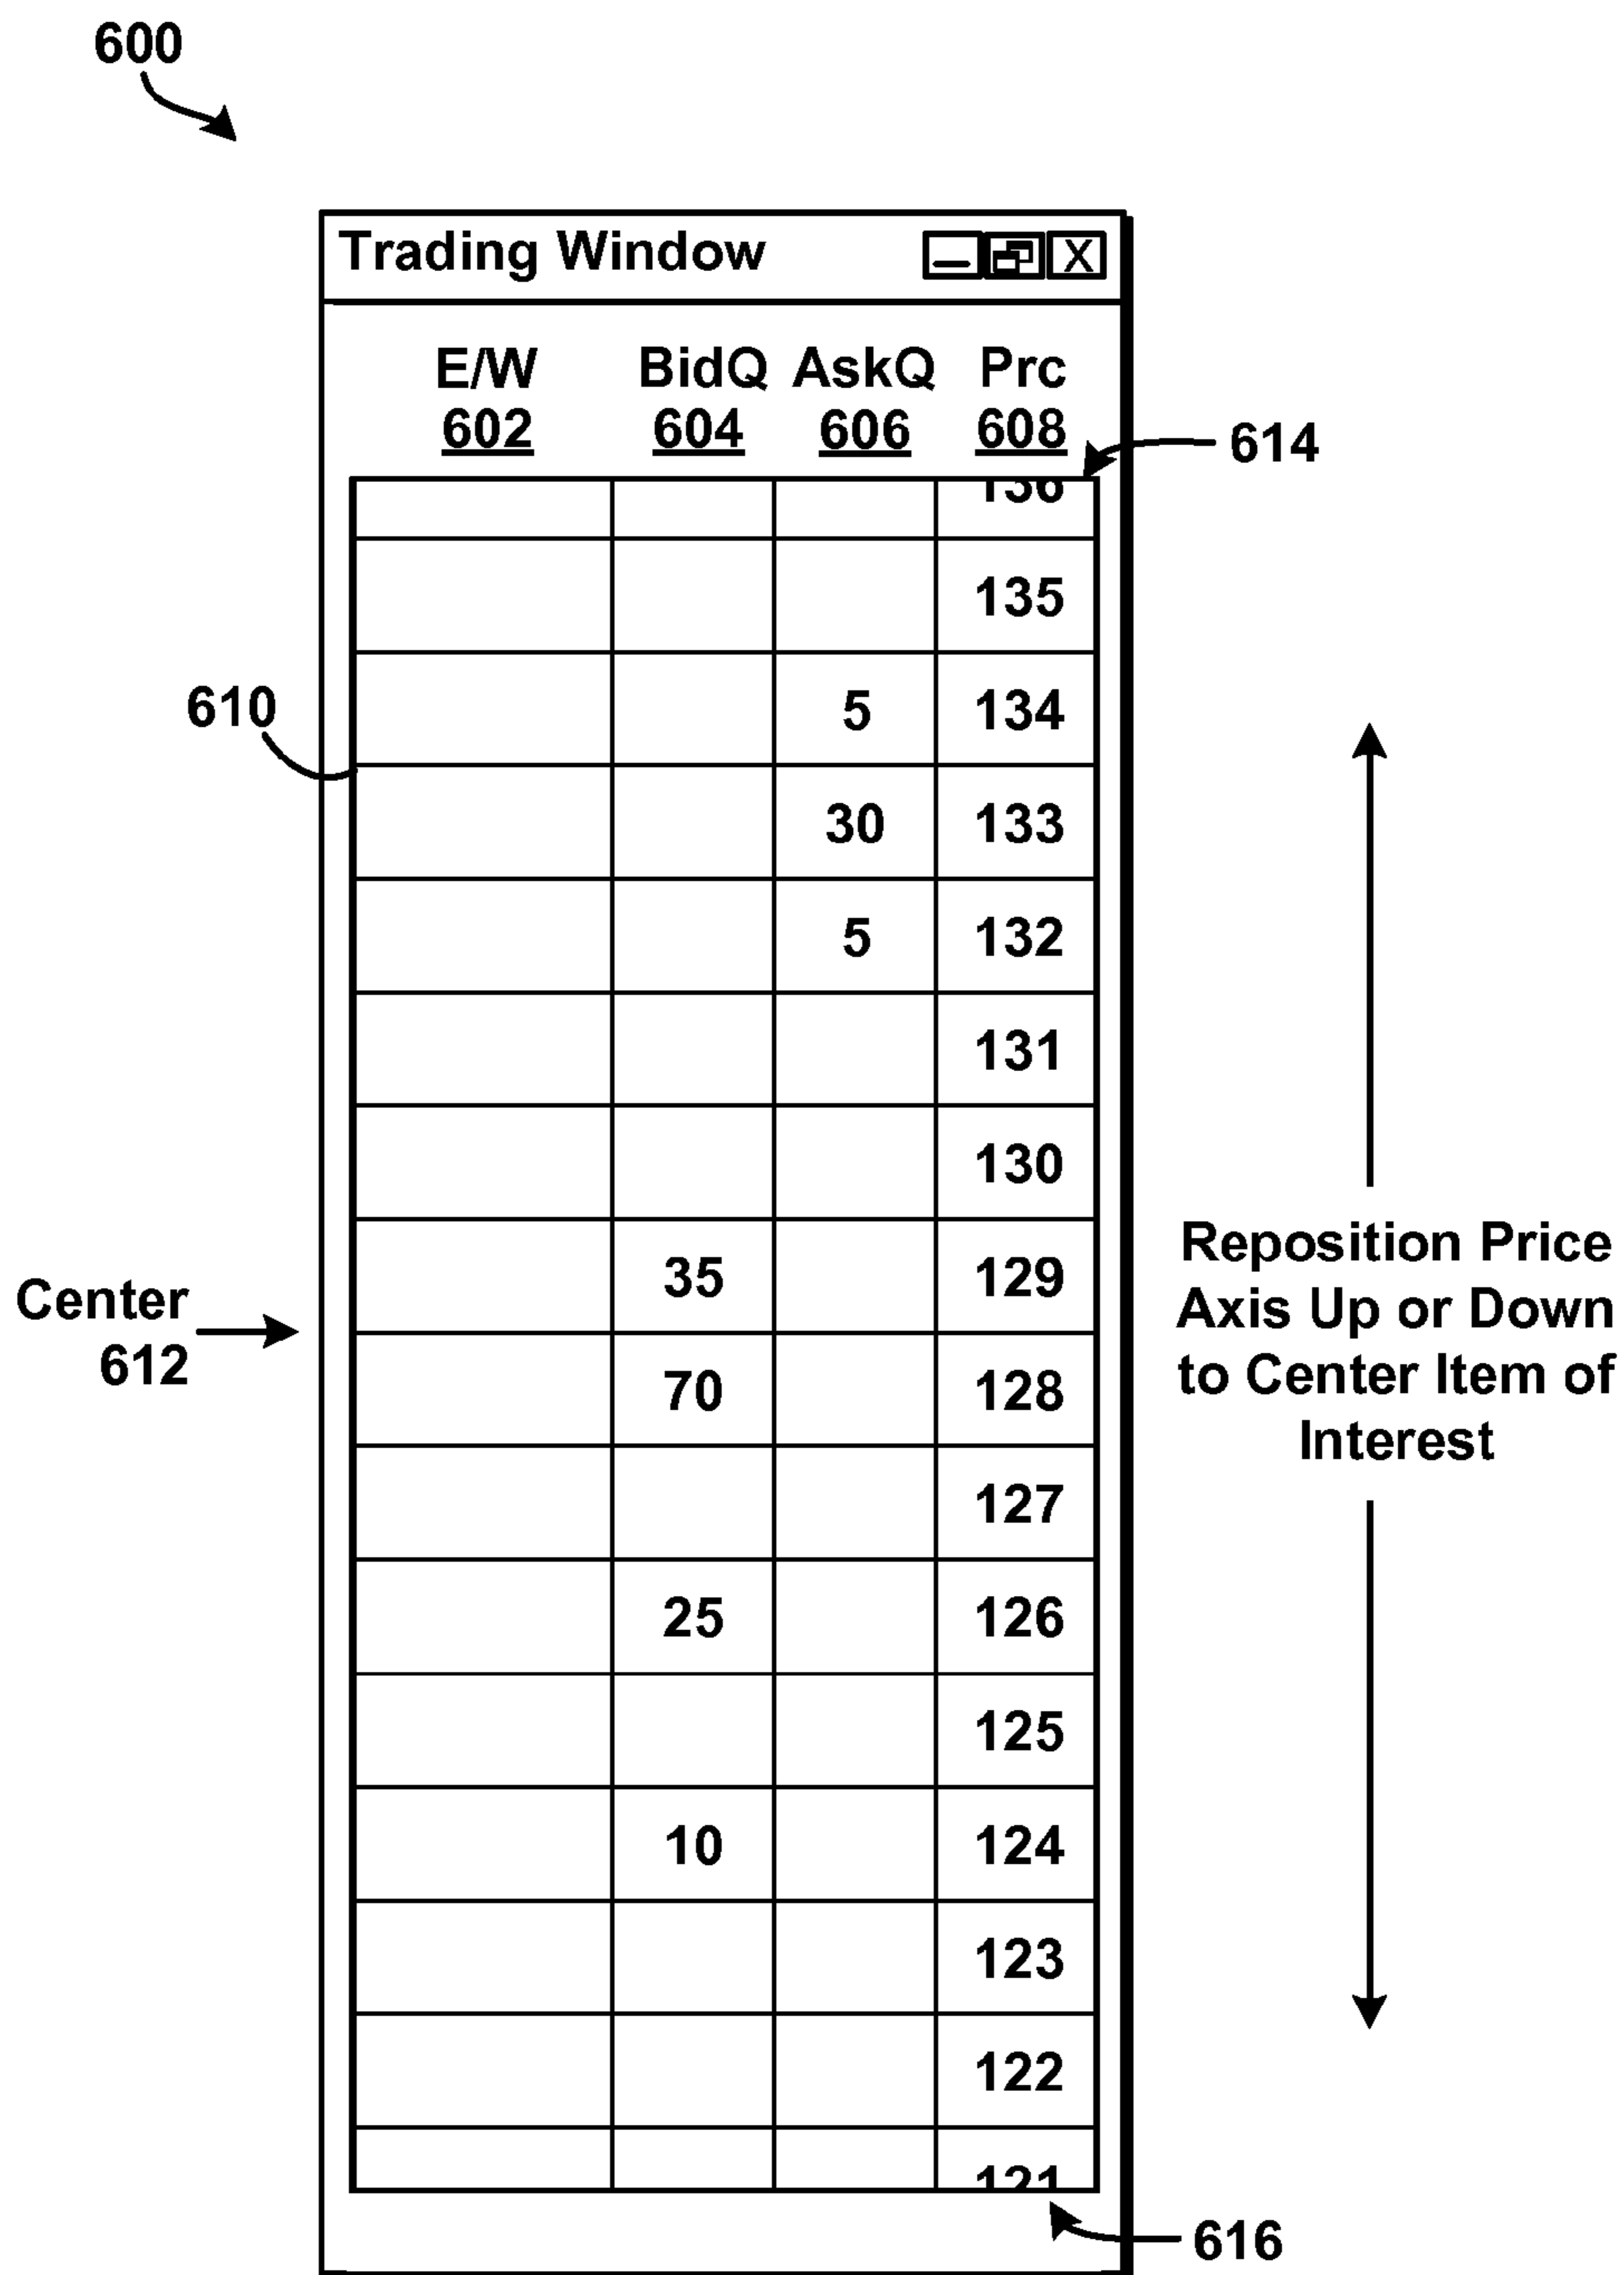 600
Trading Window
E/W BidQ AskQ Prc
602 604 606 608
614
136
135
610
5 134
30 133
5 132
131
130
35 129
Center
612
70 128
127
25 126
125
10 124
123
122
121
616
Reposition Price
Axis Up or Down
to Center Item of
Interest